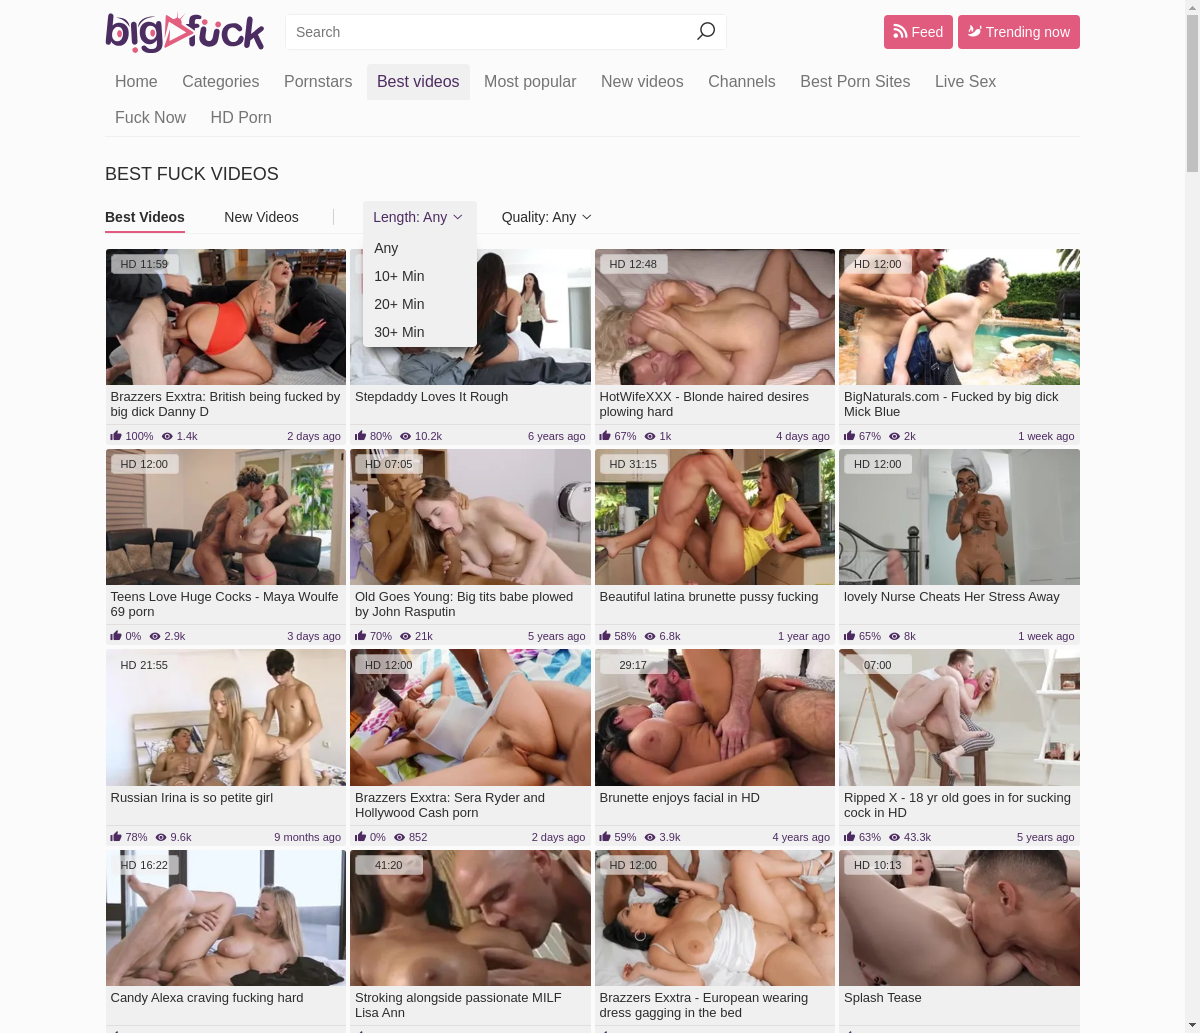 bigfuck
Search
Feed
Trending now
Home Categories Pornstars Best videos Most popular New videos Channels Best Porn Sites Live Sex
Fuck Now HD Porn
BEST FUCK VIDEOS
Best Videos New Videos Length: Any Quality: Any
Any
10+ Min
20+ Min
30+ Min
HD 11:59
HD 12:48
HD 12:00
Brazzers Exxtra: British being fucked by
big dick Danny D
100% 1.4k 2 days ago
Stepdaddy Loves It Rough
80% 10.2k 6 years ago
HotWifeXXX - Blonde haired desires
plowing hard
67% 1k 4 days ago
BigNaturals.com - Fucked by big dick
Mick Blue
67% 2k 1 week ago
HD 12:00
Teens Love Huge Cocks - Maya Woulfe
69 porn
0% 2.9k 3 days ago
HD 07:05
Old Goes Young: Big tits babe plowed
by John Rasputin
70% 21k 5 years ago
HD 31:15
Beautiful latina brunette pussy fucking
58% 6.8k 1 year ago
HD 12:00
lovely Nurse Cheats Her Stress Away
65% 8k 1 week ago
HD 21:55
Russian Irina is so petite girl
78% 9.6k 9 months ago
HD 12:00
Brazzers Exxtra: Sera Ryder and
Hollywood Cash porn
0% 852 2 days ago
29:17
Brunette enjoys facial in HD
59% 3.9k 4 years ago
07:00
Ripped X - 18 yr old goes in for sucking
cock in HD
63% 43.3k 5 years ago
HD 16:22
Candy Alexa craving fucking hard
41:20
Stroking alongside passionate MILF
Lisa Ann
HD 12:00
Brazzers Exxtra - European wearing
dress gagging in the bed
HD 10:13
Splash Tease